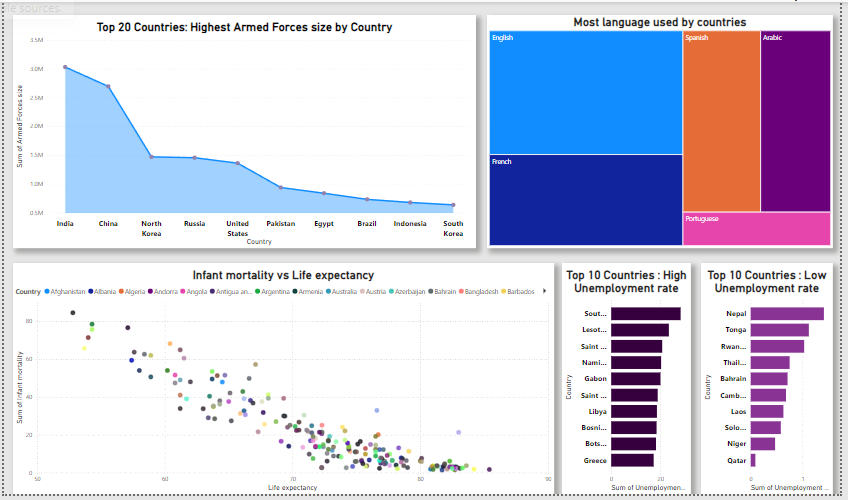 le sources.
Top 20 Countries: Highest Armed Forces size by Country
Sum of Armed Forces size
3.5M
3.0M
2.5M
2.0M
1.5M
1.0M
0.5M
India
China
North
Korea
Russia
United
States
Pakistan
Egypt
Brazil
Indonesia
South
Korea
Country
Most language used by countries
English
French
Spanish
Arabic
Portuguese
Infant mortality vs Life expectancy
Country Afghanistan Albania Algeria Andorra Angola Antigua an... Argentina Armenia Australia Austria Azerbaijan Bahrain Bangladesh Barbados
Sum of Infant mortality
80
60
40
20
0
50
60
70
80
90
Life expectancy
Top 10 Countries : High
Unemployment rate
Country
Sout...
Lesot...
Saint ...
Nami...
Gabon
Saint ...
Libya
Bosni...
Bots...
Greece
0
20
Sum of Unemploymen...
Top 10 Countries : Low
Unemployment rate
Country
Nepal
Tonga
Rwan...
Thail...
Bahrain
Camb...
Laos
Solo...
Niger
Qatar
0
1
Sum of Unemployment ...